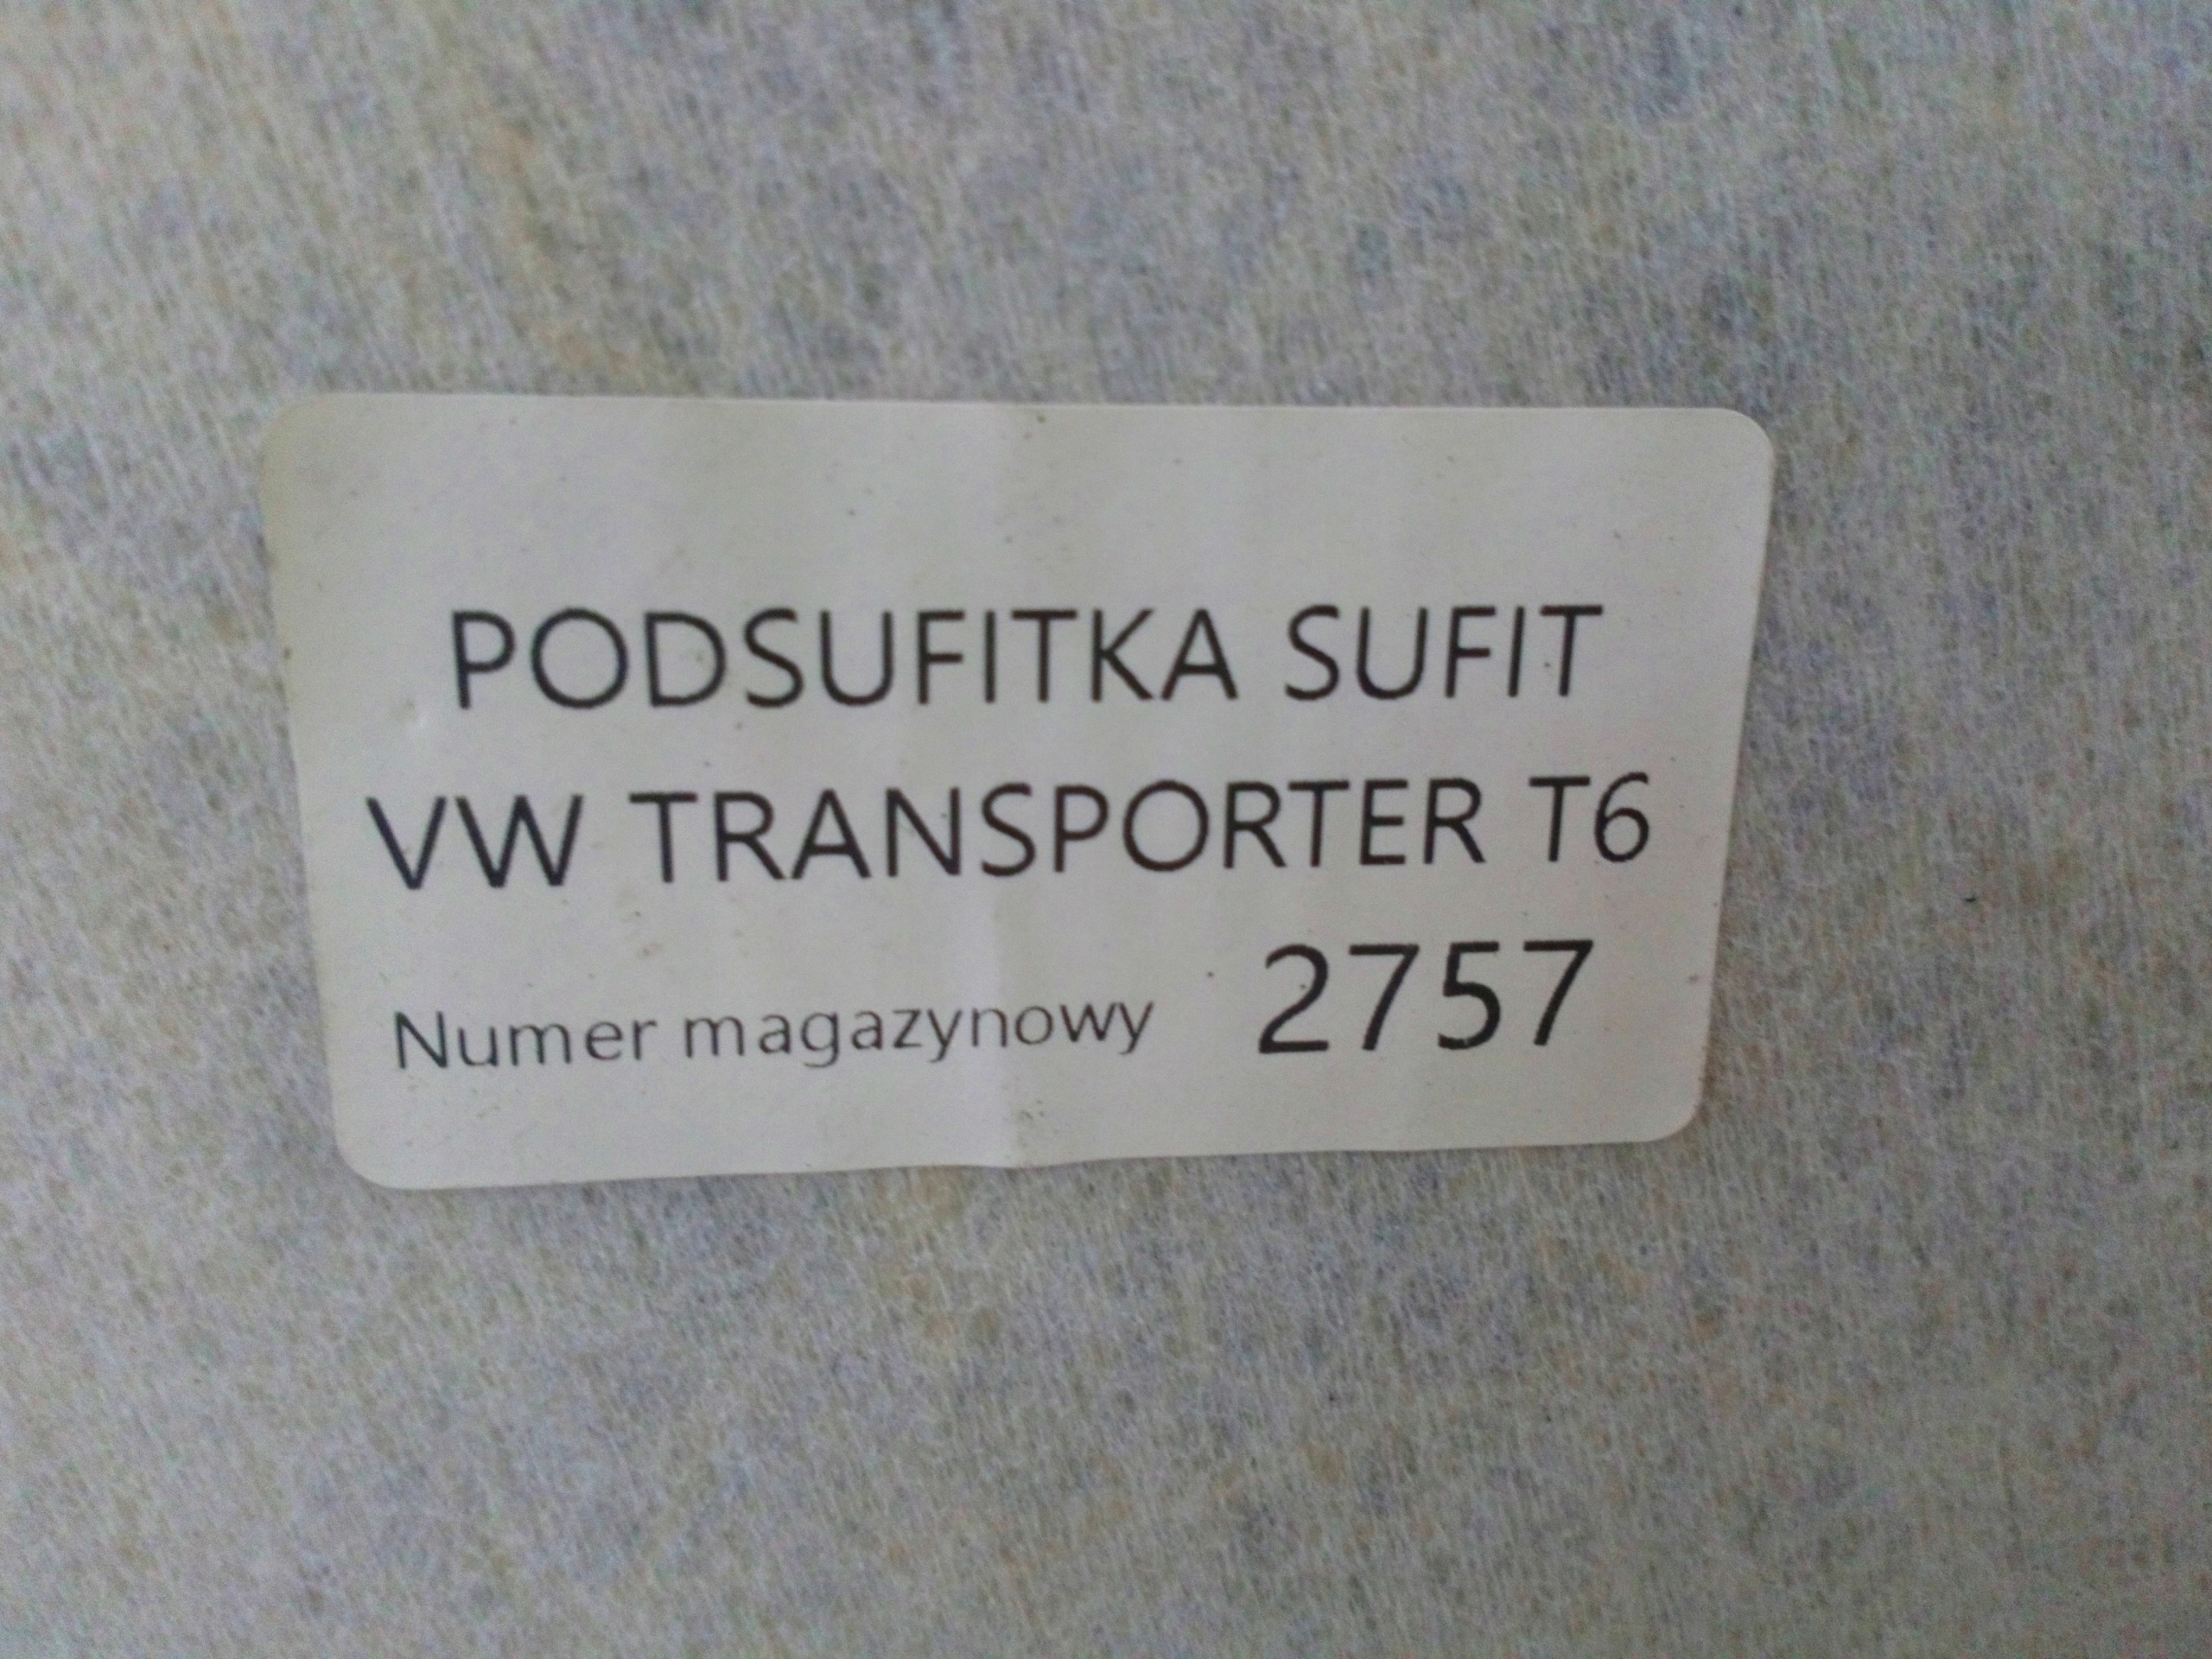 PODSUFITKA SUFIT
VW TRANSPORTER T6
Numer magazynowy 2757